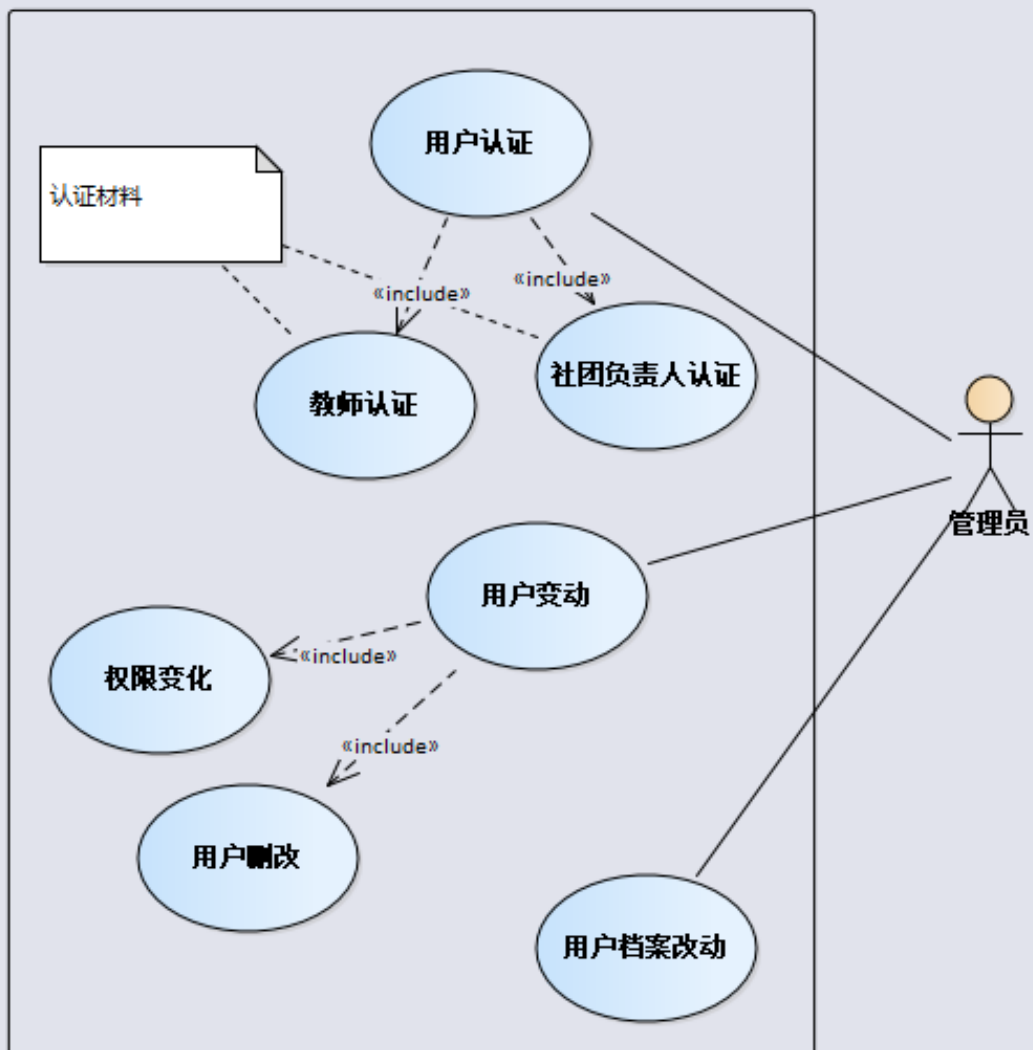 用户认证
认证材料
«include»
«include»
教师认证
社团负责人认证
管理员
用户变动
«include»
权限变化
«include»
用户删改
用户档案改动